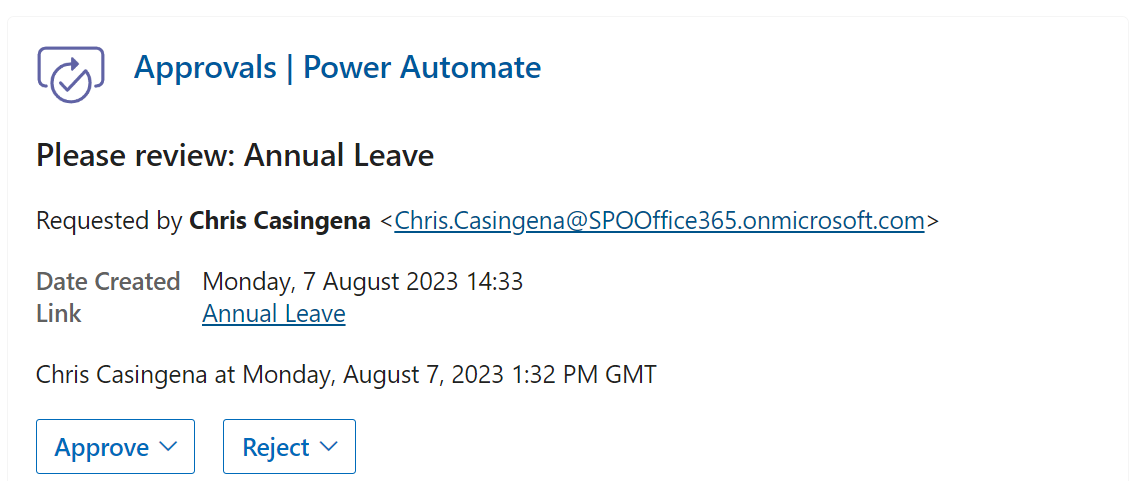 Approvals | Power Automate
Please review: Annual Leave
Requested by Chris Casingena <Chris.Casingena@SPOOffice365.onmicrosoft.com>
Date Created Monday, 7 August 2023 14:33
Link Annual Leave
Chris Casingena at Monday, August 7, 2023 1:32 PM GMT
Approve Reject